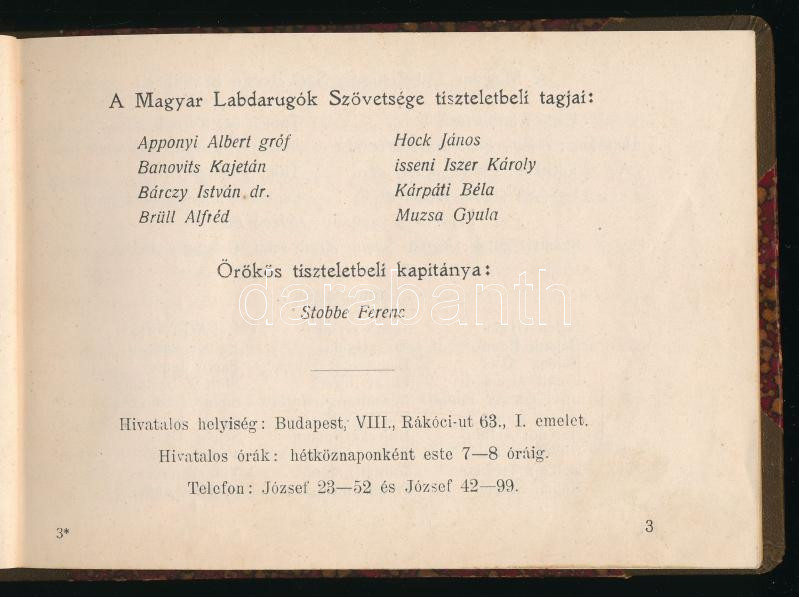 A Magyar Labdarugók Szövetsége tiszteletbeli tagjai:
Apponyi Albert gróf
Banovits Kajetán
Bárczy István dr.
Brüll Alfréd
Hock János
isseni Iszer Károly
Kárpáti Béla
Muzsa Gyula
Örökös tiszteletbeli kapitánya:
darabanth
Stobbe Ferenc
Hivatalos helyiség: Budapest, VIII., Rákóci-ut 63., I. emelet.
Hivatalos órák: hétköznaponként este 7—8 óráig.
Telefon: József 23—52 és József 42—99.
3*
3